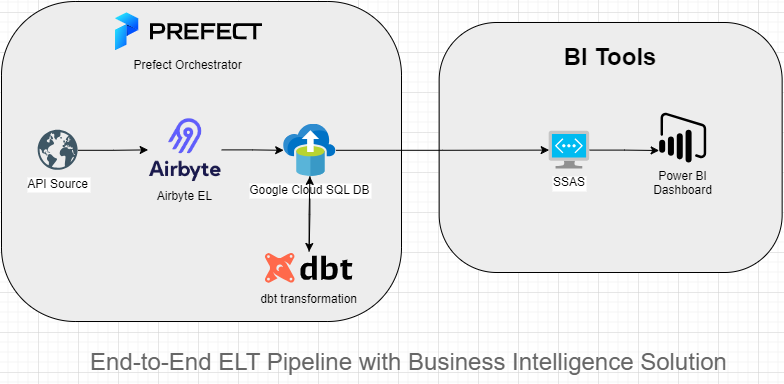 PREFECT
Prefect Orchestrator
BI Tools
Airbyte
API Source
Airbyte EL
Google Cloud SQL DB
SSAS
Power BI
Dashboard
dbt
dbt transformation
End-to-End ELT Pipeline with Business Intelligence Solution